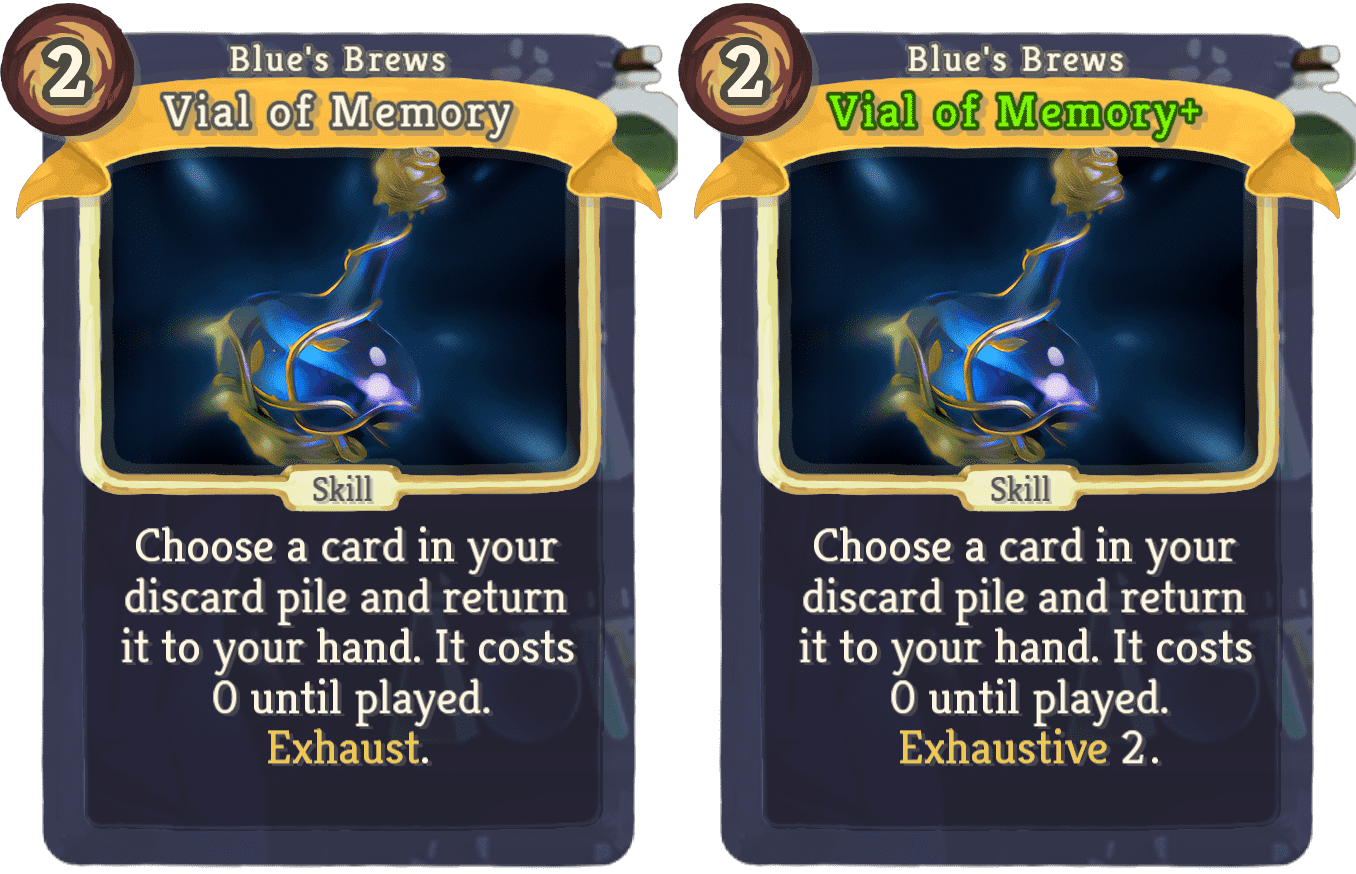 2
Blue's Brews
Vial of Memory
Skill
Choose a card in your
discard pile and return
it to your hand. It costs
0 until played.
Exhaust.
2
Blue's Brews
Vial of Memory+
Skill
Choose a card in your
discard pile and return
it to your hand. It costs
0 until played.
Exhaustive 2.